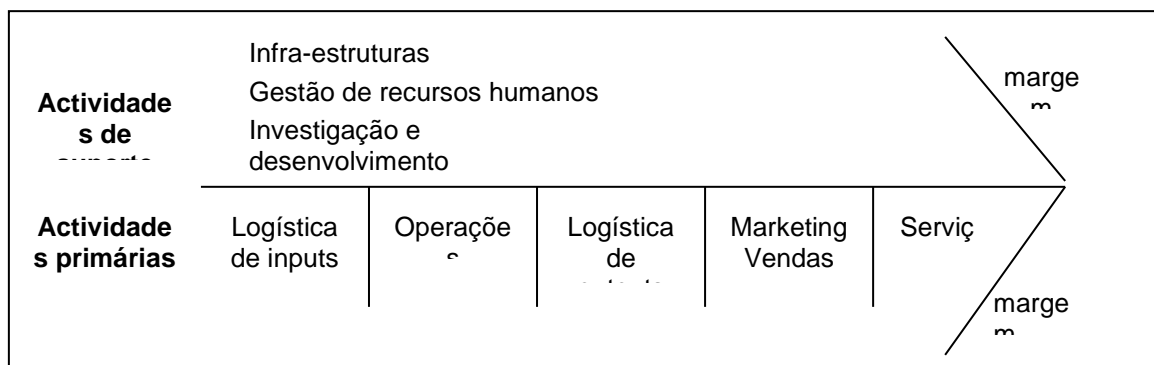 Infra-estruturas
Gestão de recursos humanos
Investigação e
desenvolvimento
Actividade
s de
marge
m
Actividade
s primárias
Logística
de inputs
Operaçõe
s
Logística
de
Marketing
Vendas
Serviç
marge
m